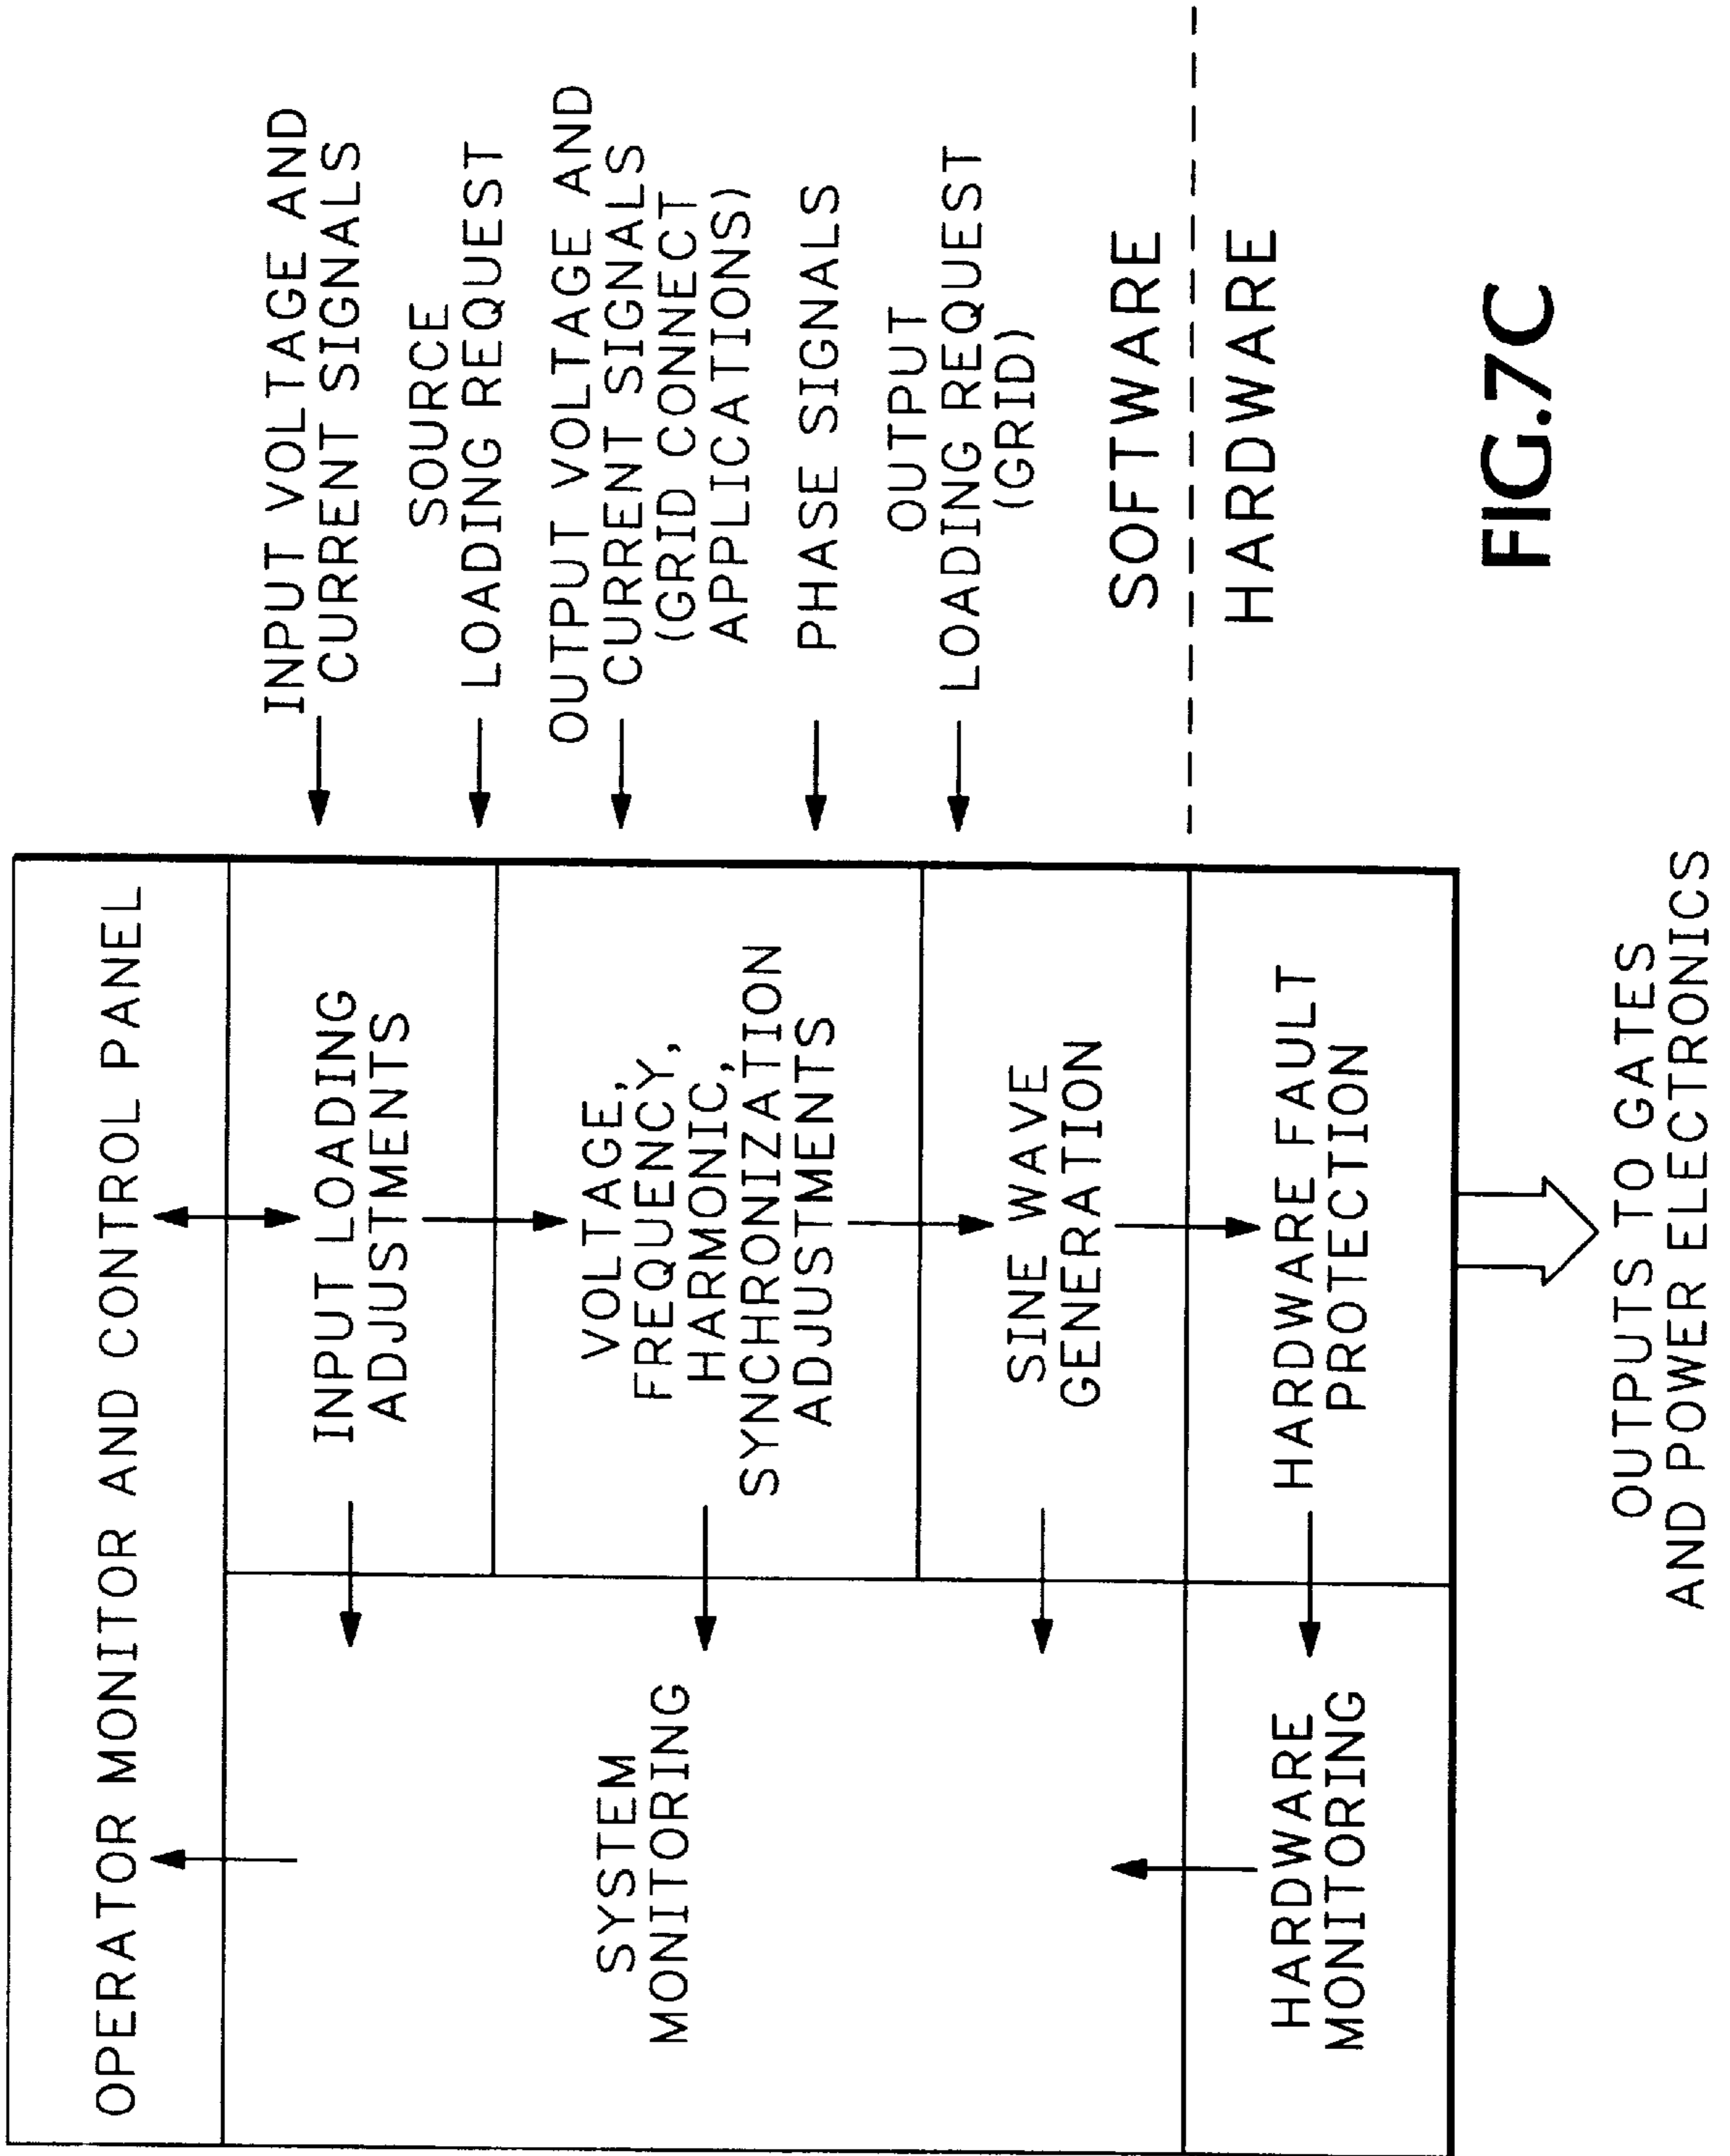 OPERATOR MONITOR AND CONTROL PANEL
SYSTEM
MONITORING
INPUT LOADING
ADJUSTMENTS
VOLTAGE,
FREQUENCY,
HARMONIC,
SYNCHRONIZATION
ADJUSTMENTS
SINE WAVE
GENERATION
HARDWARE
MONITORING
HARDWARE FAULT
PROTECTION
INPUT VOLTAGE AND
CURRENT SIGNALS
SOURCE
LOADING REQUEST
OUTPUT VOLTAGE AND
CURRENT SIGNALS
(GRID CONNECT
APPLICATIONS)
PHASE SIGNALS
OUTPUT
LOADING REQUEST
(GRID)
SOFTWARE
HARDWARE
OUTPUTS TO GATES
AND POWER ELECTRONICS
FIG.7C